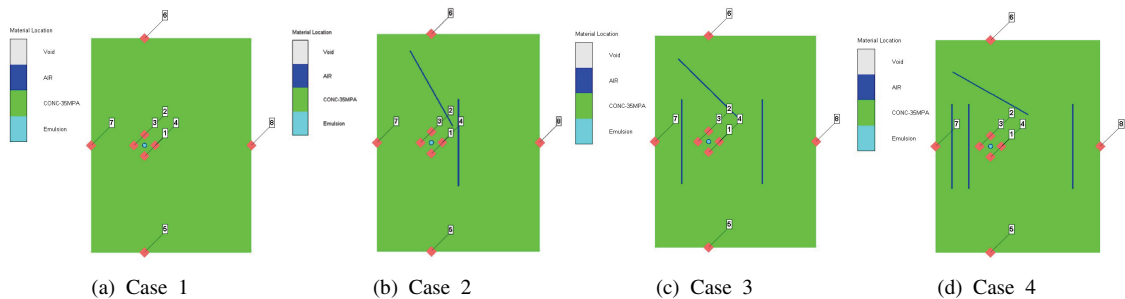 Material Location
Void
AIR
CONC-35MPA
Emulsion
6
2
7
3
4
8
1
5
(a) Case 1
Material Location
Void
AIR
CONC-35MPA
Emulsion
6
2
7
3
4
8
1
5
(b) Case 2
Material Location
Void
AIR
CONC-35MPA
Emulsion
6
2
7
3
4
8
1
5
(c) Case 3
Material Location
Void
AIR
CONC-35MPA
Emulsion
6
2
7
3
4
8
1
5
(d) Case 4